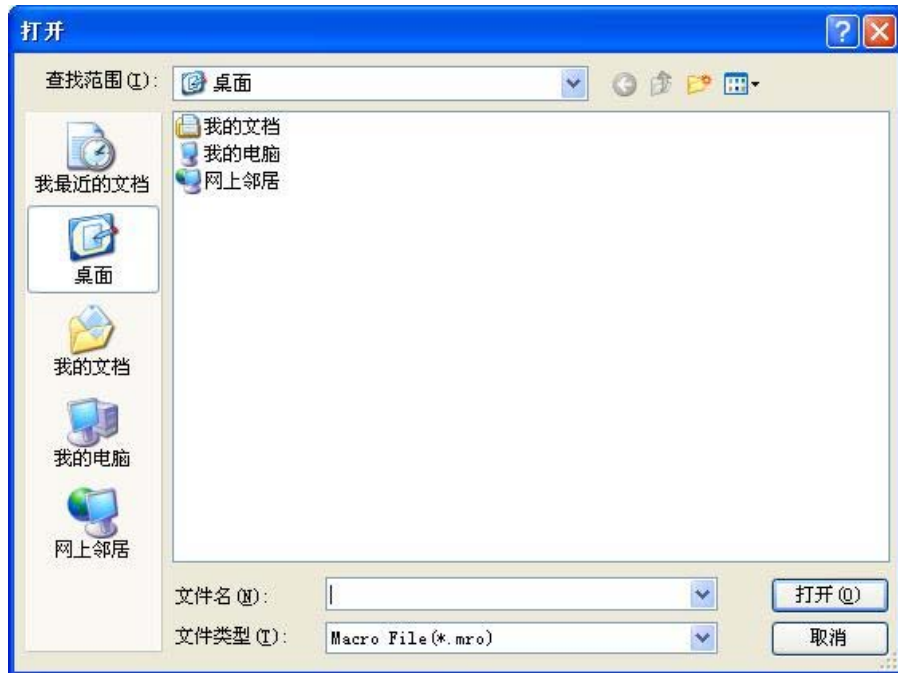 打开
查找范围(I):
桌面
我的文档
我的电脑
网上邻居
我最近的文档
桌面
我的文档
我的电脑
网上邻居
文件名(N):
打开(O)
文件类型(T):
Macro File(*.mro)
取消